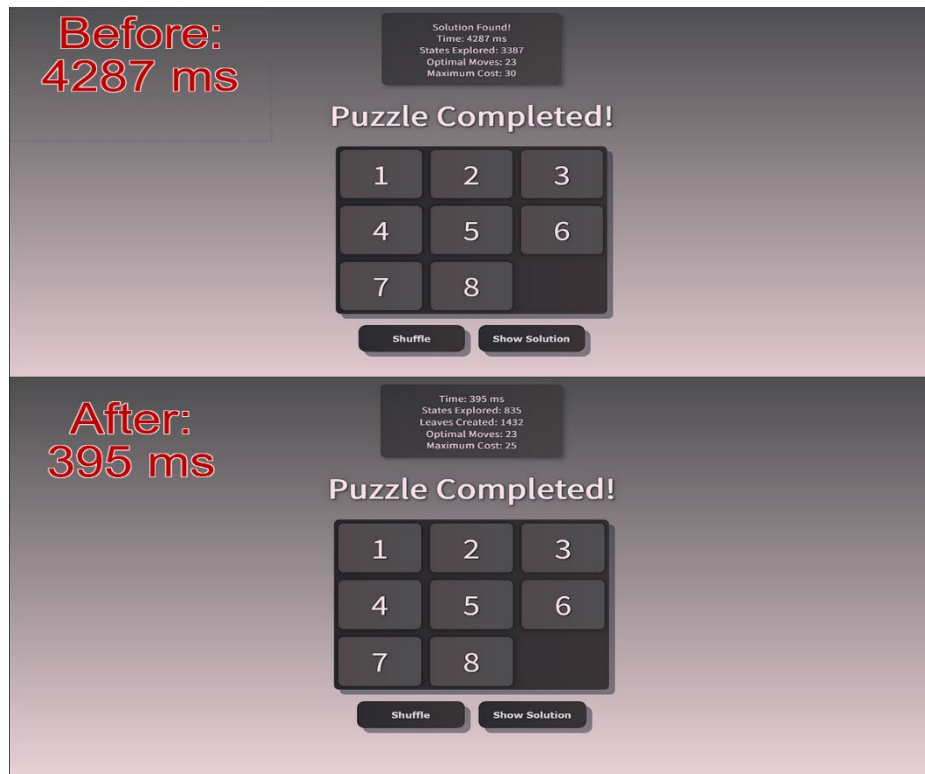 Before:
4287 ms
Solution Found!
Time: 4287 ms
States Explored: 3387
Optimal Moves: 23
Maximum Cost: 30
Puzzle Completed!
1 2 3
4 5 6
7 8
Shuffle Show Solution
After:
395 ms
Time: 395 ms
States Explored: 835
Leaves Created: 1432
Optimal Moves: 23
Maximum Cost: 25
Puzzle Completed!
1 2 3
4 5 6
7 8
Shuffle Show Solution